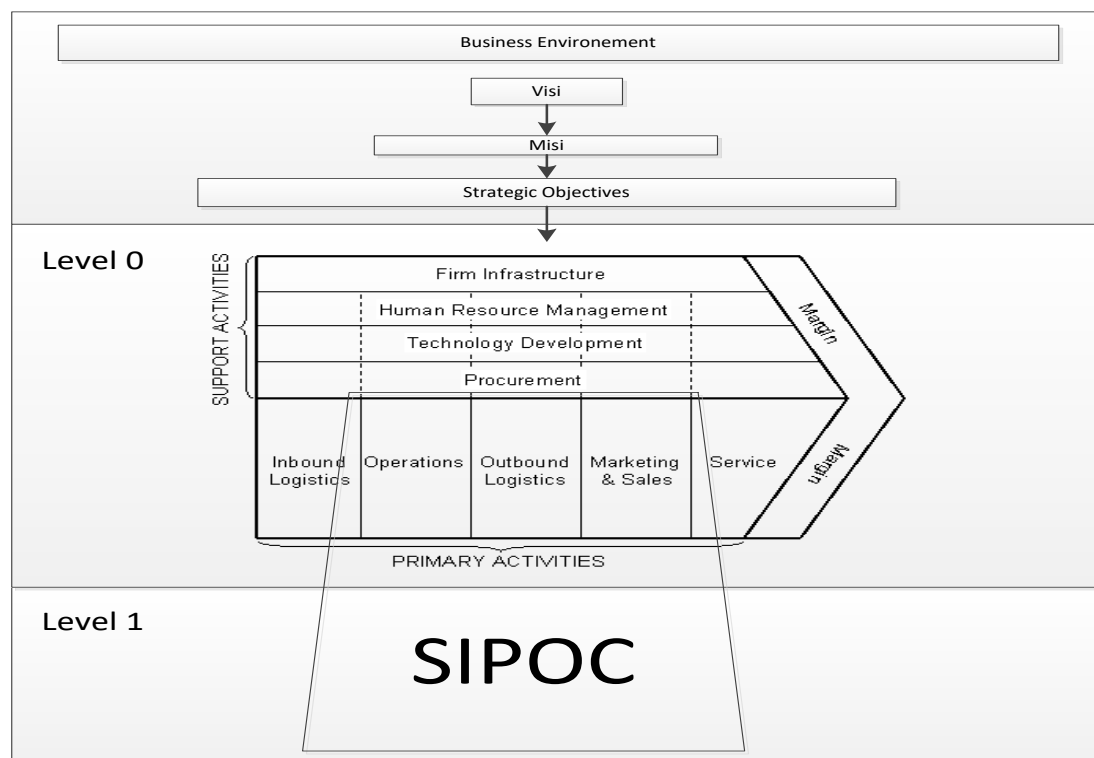 Business Environement
Visi
Misi
Strategic Objectives
Level 0
SUPPORT ACTIVITIES
Firm Infrastructure
Human Resource Management
Technology Development
Procurement
Inbound
Logistics
Operations
Outbound
Logistics
Marketing
& Sales
Service
Margin
Margin
PRIMARY ACTIVITIES
Level 1
SIPOC